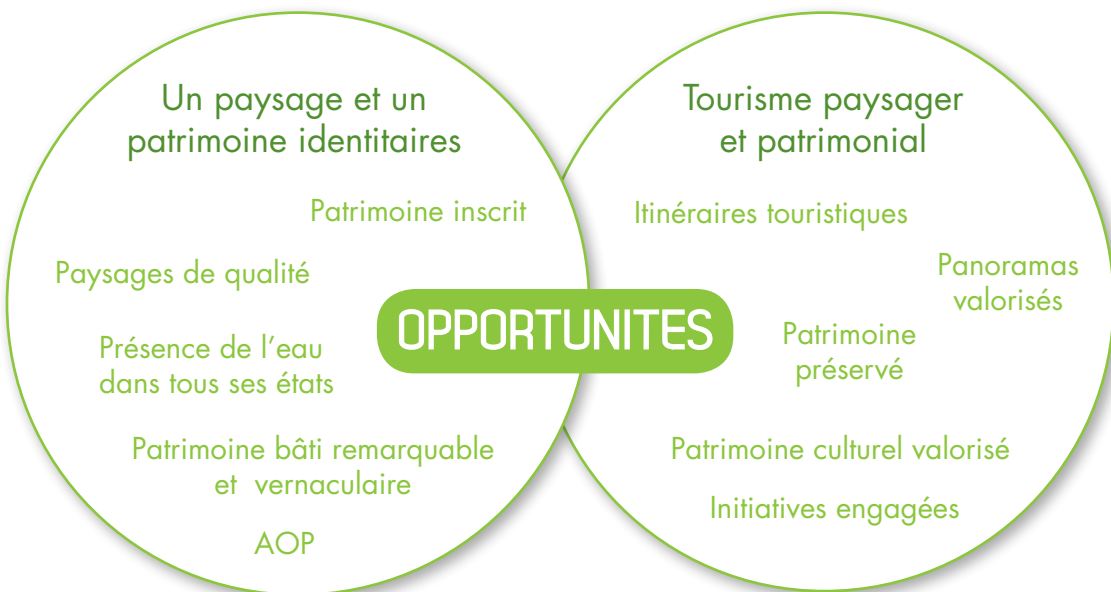 Un paysage et un
patrimoine identitaires
Patrimoine inscrit
Paysages de qualité
Présence de l'eau
dans tous ses états
Patrimoine bâti remarquable
et vernaculaire
AOP
OPPORTUNITES
Tourisme paysager
et patrimonial
Itinéraires touristiques
Panoramas
valorisés
Patrimoine
préservé
Patrimoine culturel valorisé
Initiatives engagées